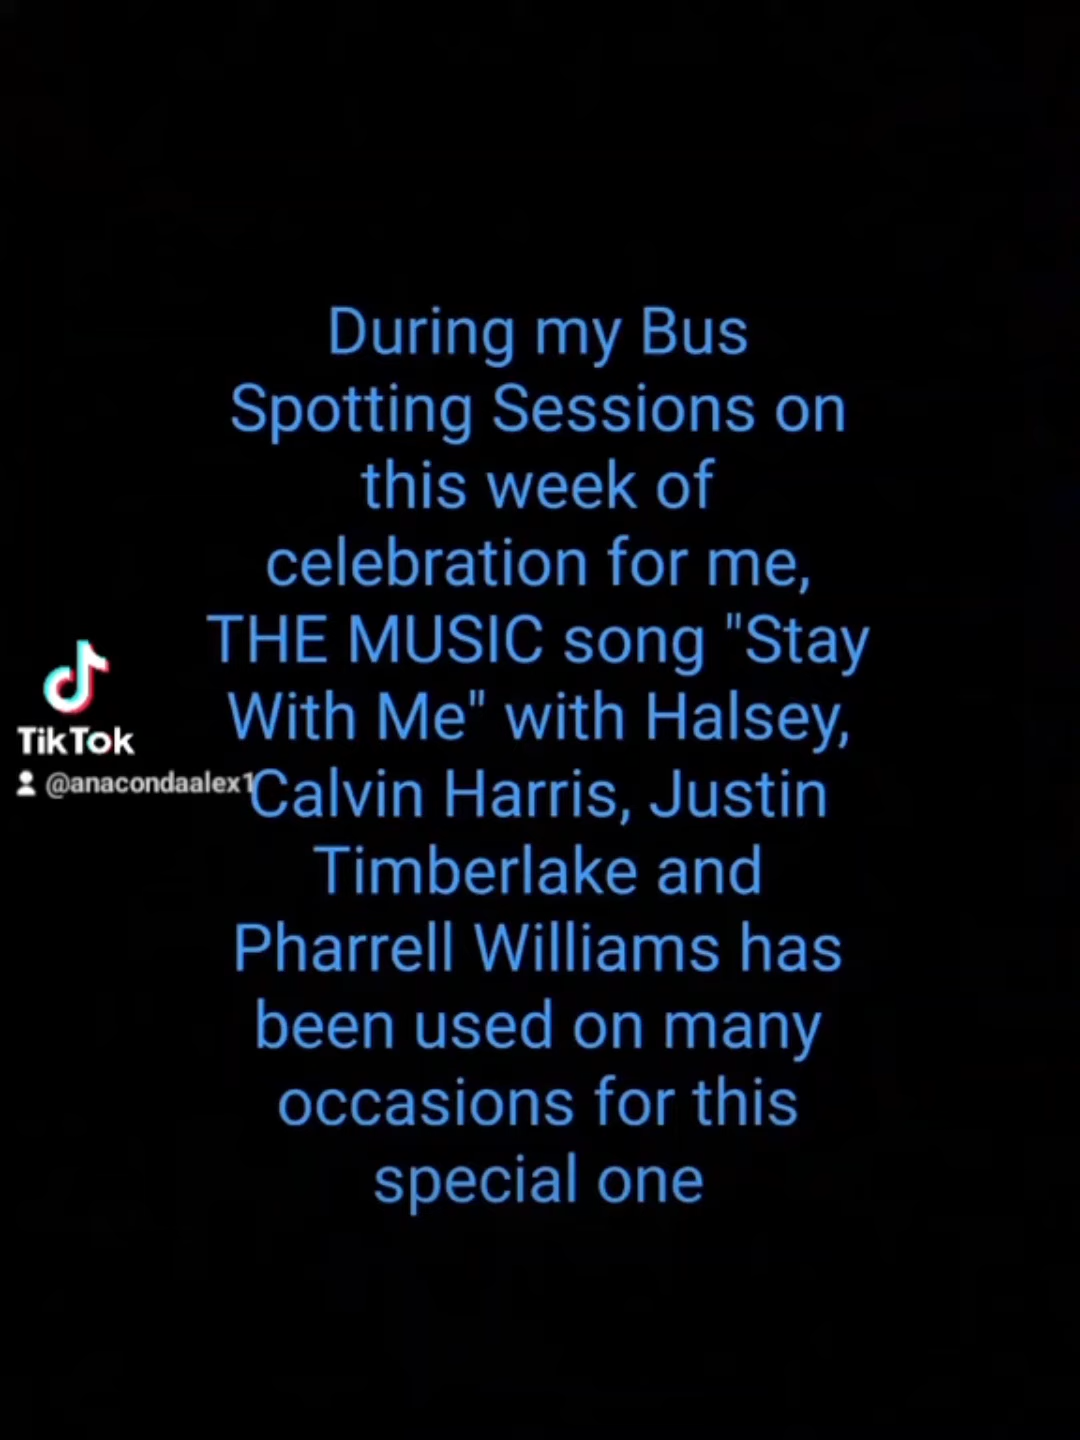 During my Bus
Spotting Sessions on
this week of
celebration for me,
THE MUSIC song "Stay
With Me" with Halsey,
Calvin Harris, Justin
Timberlake and
Pharrell Williams has
been used on many
occasions for this
special one
TikTok
@anacondaalex1